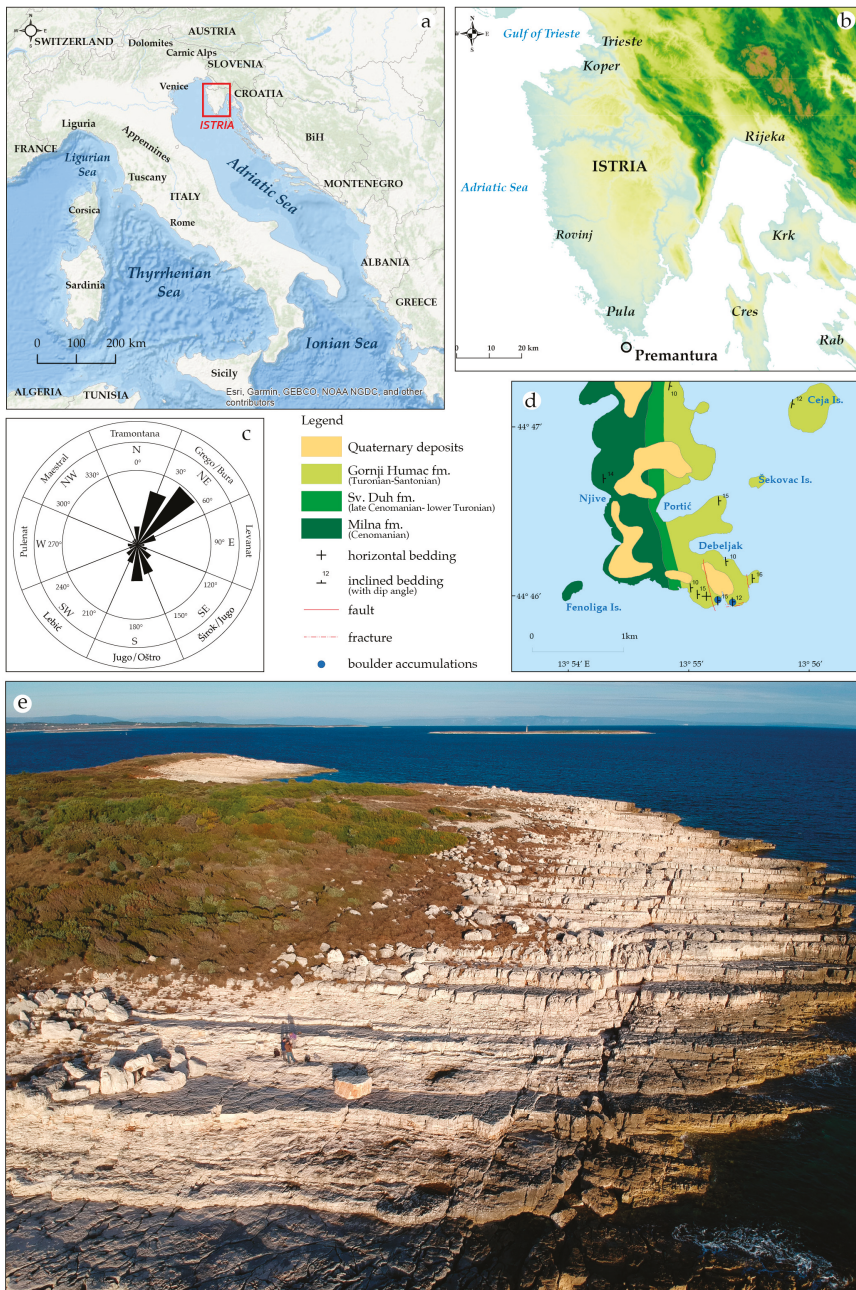 a
AUSTRIA
SWITZERLAND
Dolomites
Carnic Alps
SLOVENIA
Venice
CROATIA
ISTRIA
Liguria
Appennines
BiH
FRANCE
Ligurian
Sea
Tuscany
Adriatic Sea
MONTENEGRO
ITALY
Corsica
Rome
ALBANIA
Sardinia
Thyrrhenian
Sea
GREECE
Ionian Sea
0 100 200 km
Sicily
ALGERIA
TUNISIA
Esri, Garmin, GEBCO, NOAA NGDC, and other
contributors
b
Gulf of Trieste
Trieste
Koper
Rijeka
ISTRIA
Adriatic Sea
Rovinj
Krk
Pula
Cres
Rab
0 10 20 km
Premantura
c
Tramontana
Maestral
Grego/Bura
N
0°
330°
30°
NW
NE
300°
60°
Pulenat
Levanat
W 270°
90° E
240°
120°
SW
SE
210°
150°
180°
Lebić
Širok/Jugo
S
Jugo/Oštro
Legend
Quaternary deposits
Gornji Humac fm.
(Turonian-Santonian)
Sv. Duh fm.
(late Cenomanian- lower Turonian)
Milna fm.
(Cenomanian)
horizontal bedding
12
inclined bedding
(with dip angle)
fault
fracture
boulder accumulations
d
10
12
Ceja Is.
44° 47'
14
Šekovac Is.
Njive
Portić
15
Debeljak
10
16
10
15
15
12
44° 46'
Fenoliga Is.
0 1km
13° 54' E
13° 55'
13° 56'
e